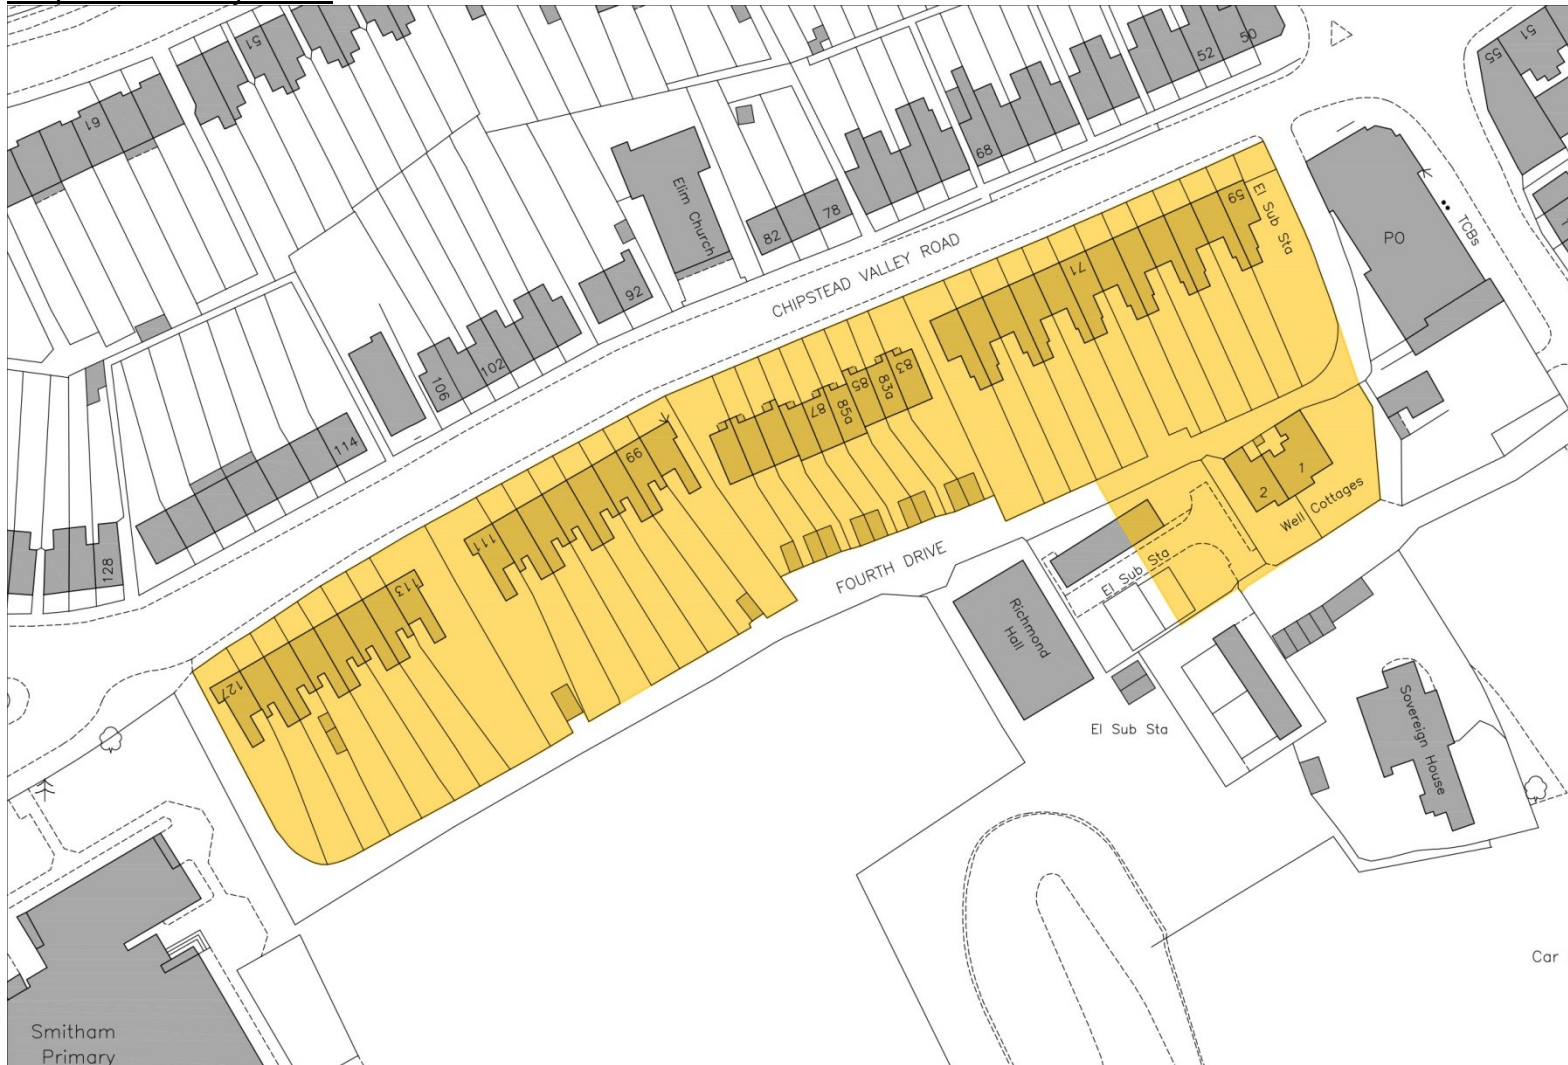 51
52
50
51
55
61
68
Elim Church
78
82
59
El Sub Sta
TCBs
PO
CHIPSTEAD VALLEY ROAD
71
92
102
106
83
83a
85
85a
87
114
99
1
2
Well Cottages
111
128
FOURTH DRIVE
El Sub Sta
113
Richmond
Hall
127
El Sub Sta
Sovereign House
Car
Smitham
Primary